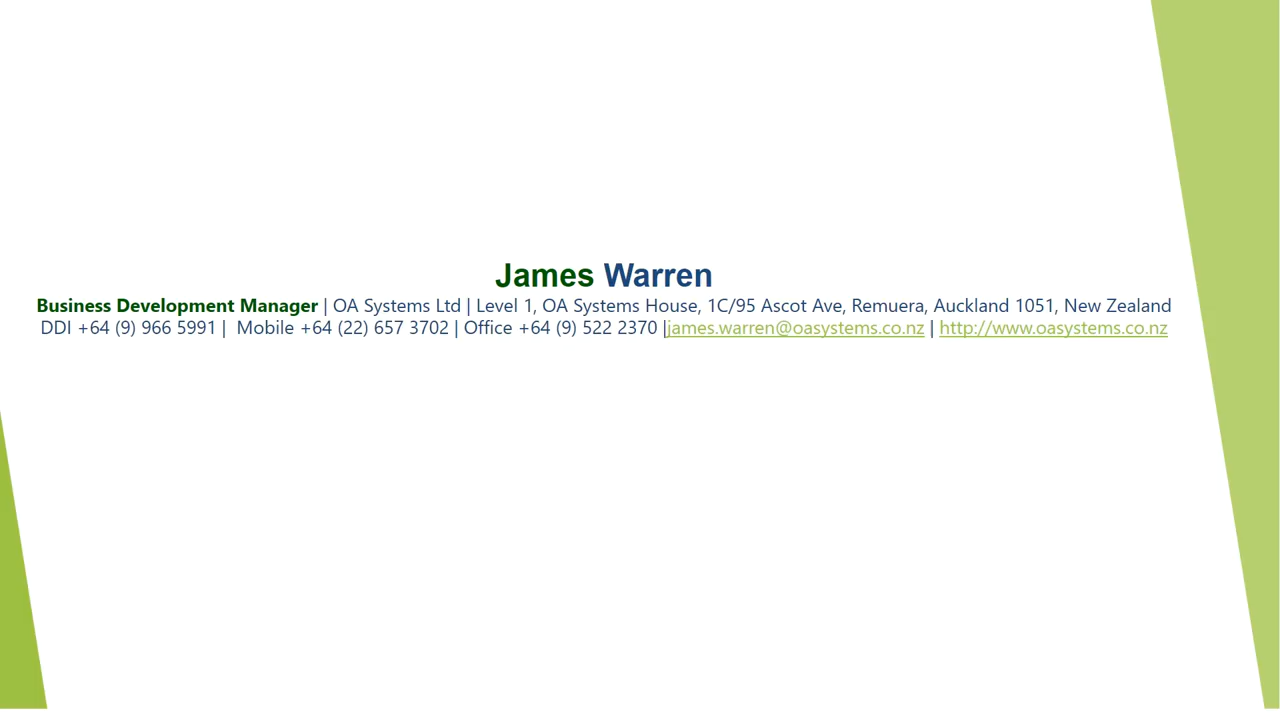 James Warren
Business Development Manager | OA Systems Ltd | Level 1, OA Systems House, 1C/95 Ascot Ave, Remuera, Auckland 1051, New Zealand
DDI +64 (9) 966 5991 | Mobile +64 (22) 657 3702 | Office +64 (9) 522 2370 |james.warren@oasystems.co.nz | http://www.oasystems.co.nz